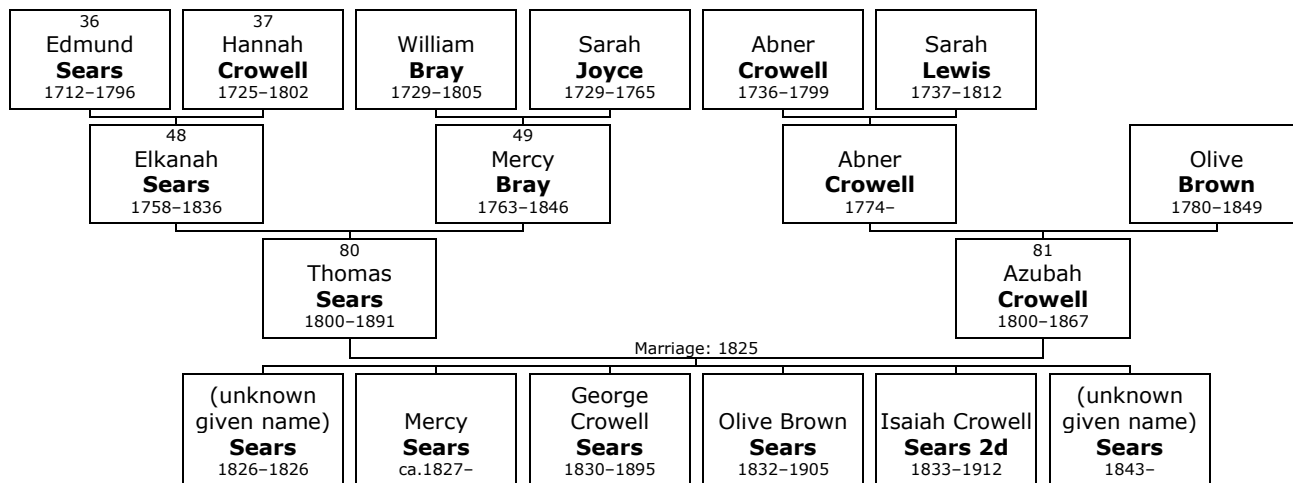 36
Edmund
Sears
1712–1796
37
Hannah
Crowell
1725–1802
William
Bray
1729–1805
Sarah
Joyce
1729–1765
Abner
Crowell
1736–1799
Sarah
Lewis
1737–1812
48
Elkanah
Sears
1758–1836
49
Mercy
Bray
1763–1846
Abner
Crowell
1774–
Olive
Brown
1780–1849
80
Thomas
Sears
1800–1891
81
Azubah
Crowell
1800–1867
Marriage: 1825
(unknown
given name)
Sears
1826–1826
Mercy
Sears
ca.1827–
George
Crowell
Sears
1830–1895
Olive Brown
Sears
1832–1905
Isaiah Crowell
Sears 2d
1833–1912
(unknown
given name)
Sears
1843–